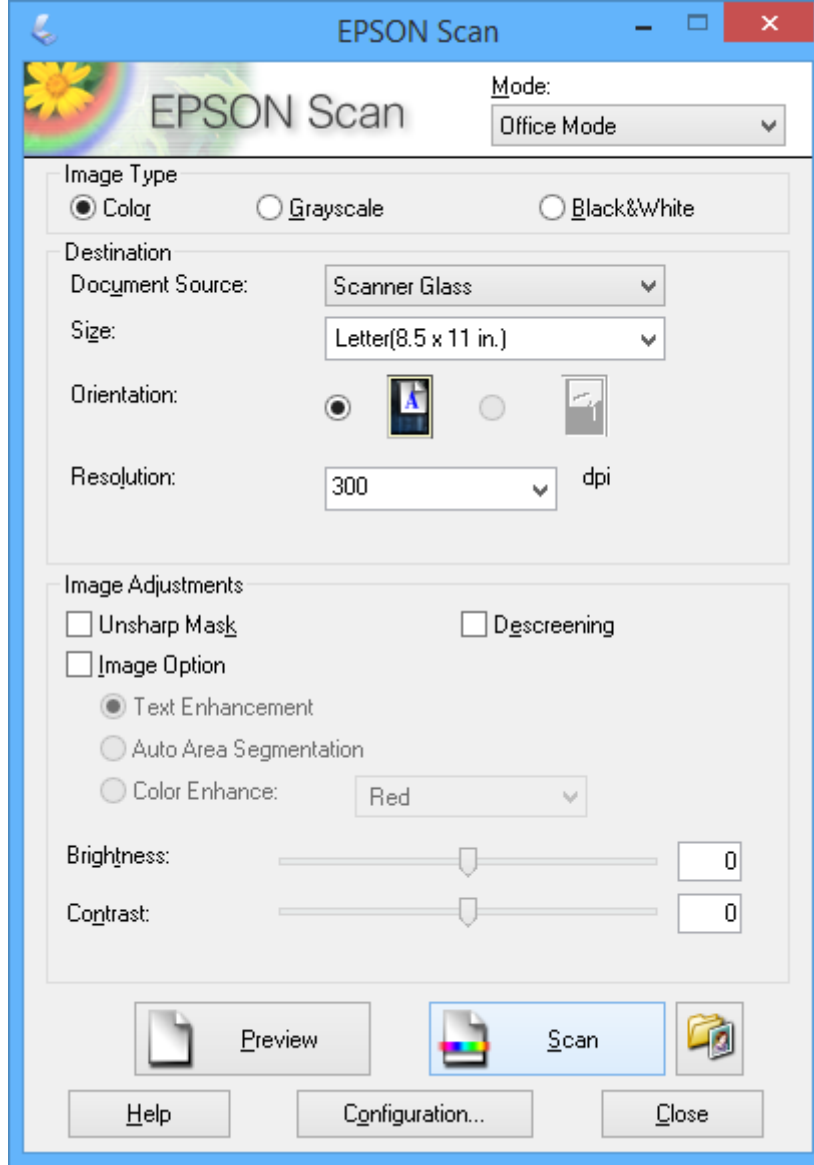 EPSON Scan
EPSON Scan
Mode:
Office Mode
Image Type
Color Grayscale Black&White
Destination
Document Source: Scanner Glass
Size: Letter(8.5 x 11 in.)
Orientation: A
Resolution: 300 dpi
Image Adjustments
Unsharp Mask Descreening
Image Option
Text Enhancement
Auto Area Segmentation
Color Enhance: Red
Brightness: 0
Contrast: 0
Preview Scan
Help Configuration... Close